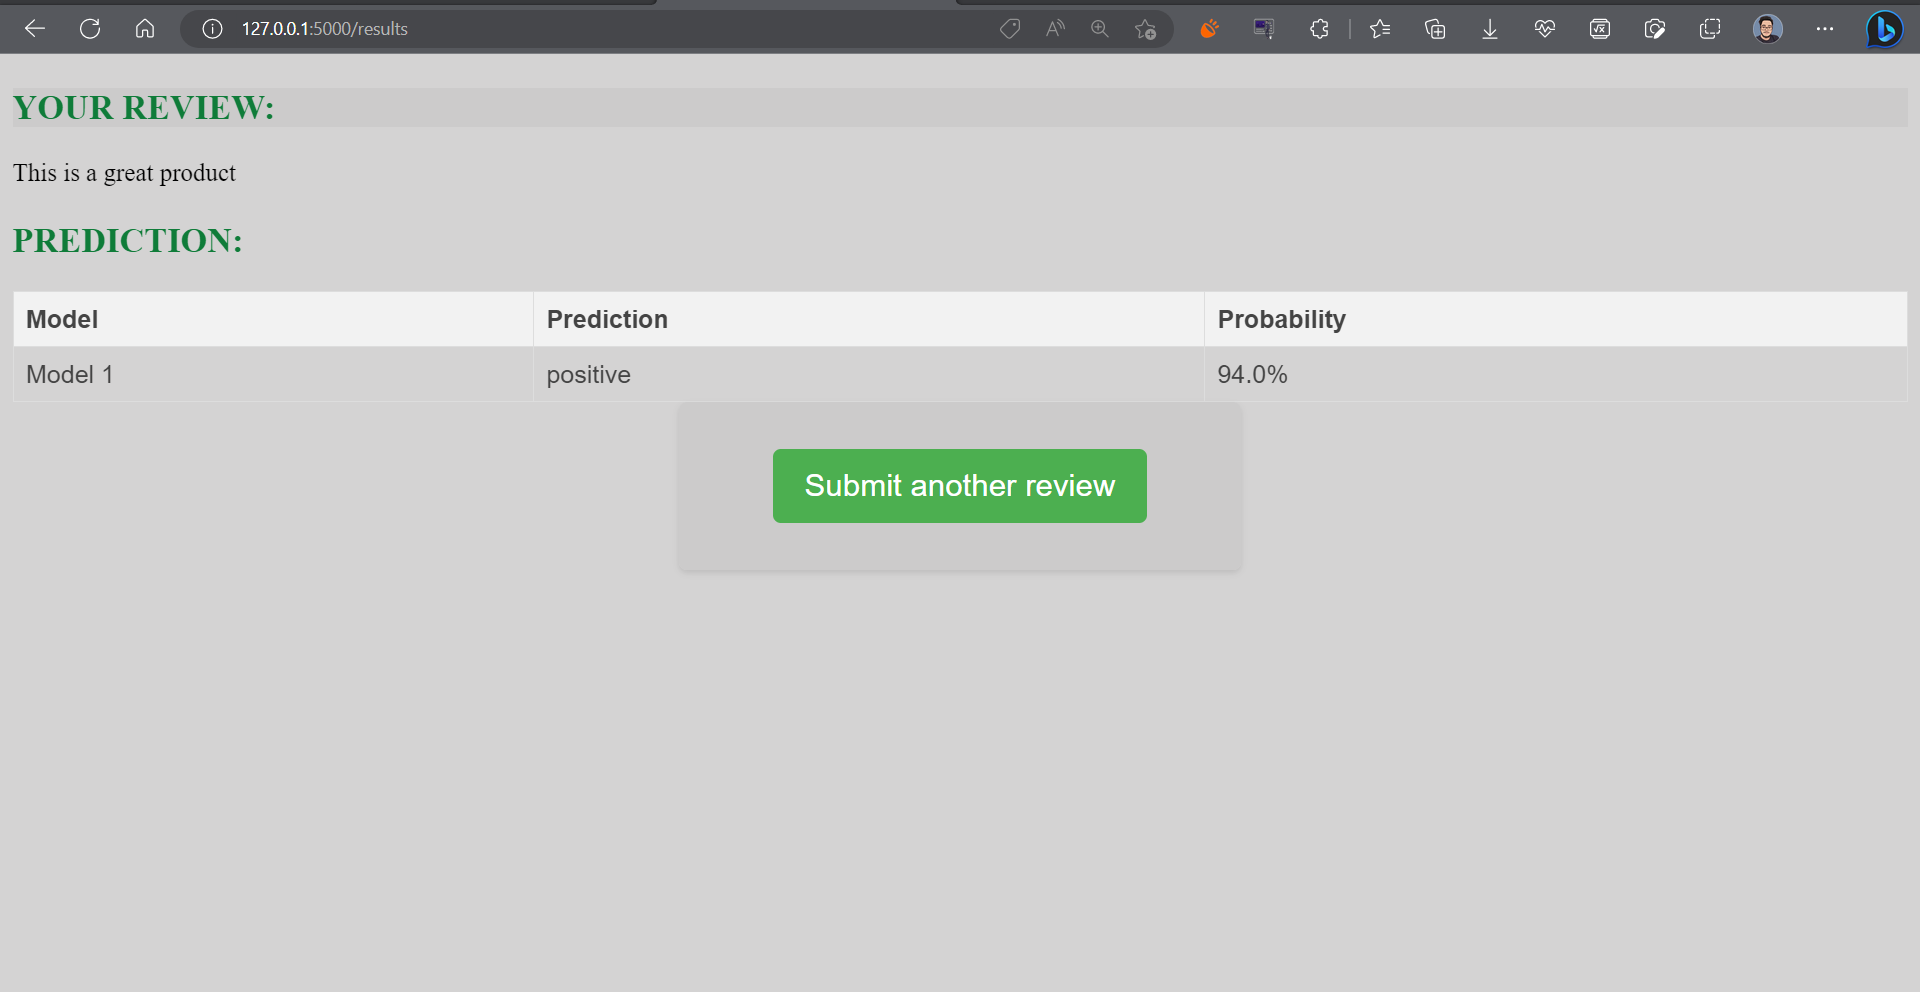 127.0.0.1:5000/results
YOUR REVIEW:
This is a great product
PREDICTION:
Model Prediction Probability
Model 1 positive 94.0%
Submit another review